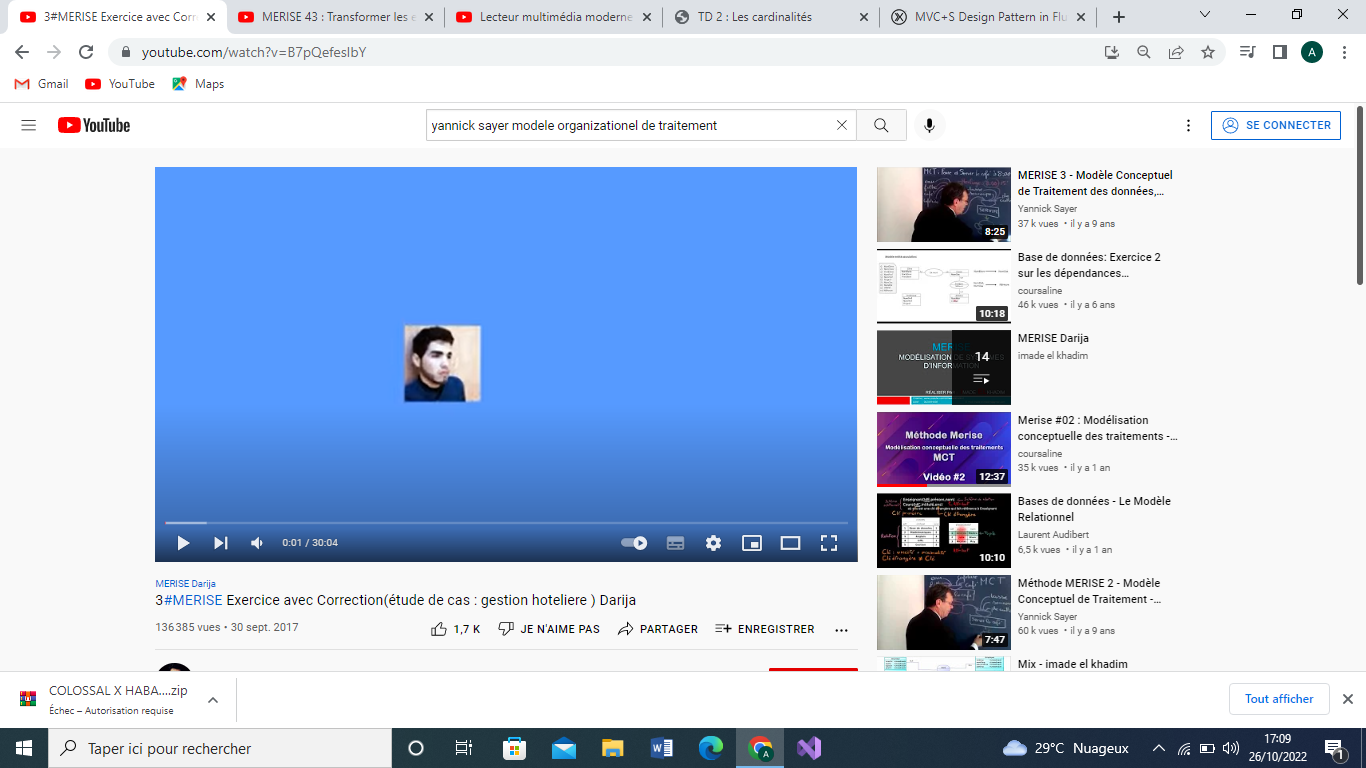 3#MERISE Exercice avec Corr
MERISE 43 : Transformer les e
Lecteur multimédia moderne
TD 2 : Les cardinalités
MVC+S Design Pattern in Flu
youtube.com/watch?v=B7pQefesIbY
A
Gmail
YouTube
Maps
YouTube
yannick sayer modele organizationel de traitement
SE CONNECTER
MERISE 3 - Modèle Conceptuel
de Traitement des données,...
Yannick Sayer
37 k vues • il y a 9 ans
8:25
Base de données: Exercice 2
sur les dépendances...
coursaline
46 k vues • il y a 6 ans
10:18
MERISE Darija
imade el khadim
14
MERISE
MODÉLISATION DE SYSTÈMES
D'INFORMATION
Merise #02 : Modélisation
conceptuelle des traitements -...
coursaline
35 k vues • il y a 1 an
Méthode Merise
Modélisation conceptuelle des traitements
MCT
Vidéo #2
12:37
Bases de données - Le Modèle
Relationnel
Laurent Audibert
6,5 k vues • il y a 1 an
10:10
Méthode MERISE 2 - Modèle
Conceptuel de Traitement -...
Yannick Sayer
60 k vues • il y a 9 ans
MCT
7:47
Mix - imade el khadim
0:01 / 30:04
MERISE Darija
3#MERISE Exercice avec Correction(étude de cas : gestion hoteliere ) Darija
136 385 vues • 30 sept. 2017
1,7 K
JE N'AIME PAS
PARTAGER
ENREGISTRER
COLOSSAL X HABA....zip
Échec – Autorisation requise
Tout afficher
Taper ici pour rechercher
29°C Nuageux
17:09
26/10/2022
1